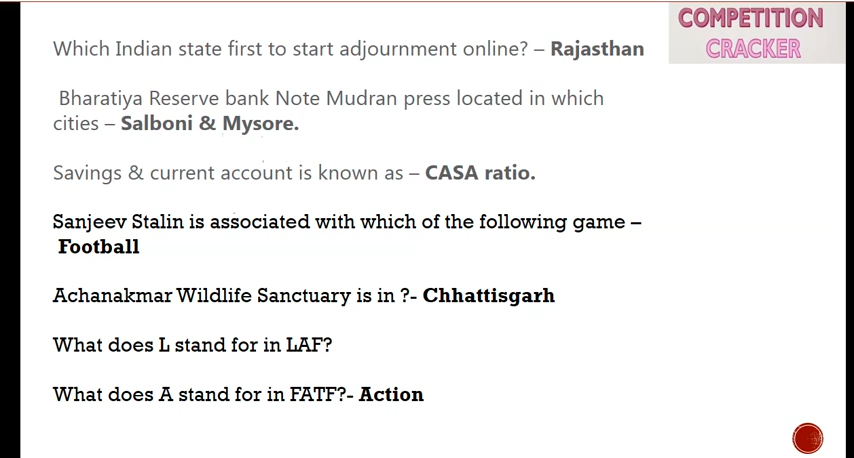 COMPETITION
CRACKER
Which Indian state first to start adjournment online? – Rajasthan
Bharatiya Reserve bank Note Mudran press located in which
cities – Salboni & Mysore.
Savings & current account is known as – CASA ratio.
Sanjeev Stalin is associated with which of the following game –
Football
Achanakmar Wildlife Sanctuary is in ?- Chhattisgarh
What does L stand for in LAF?
What does A stand for in FATF?- Action